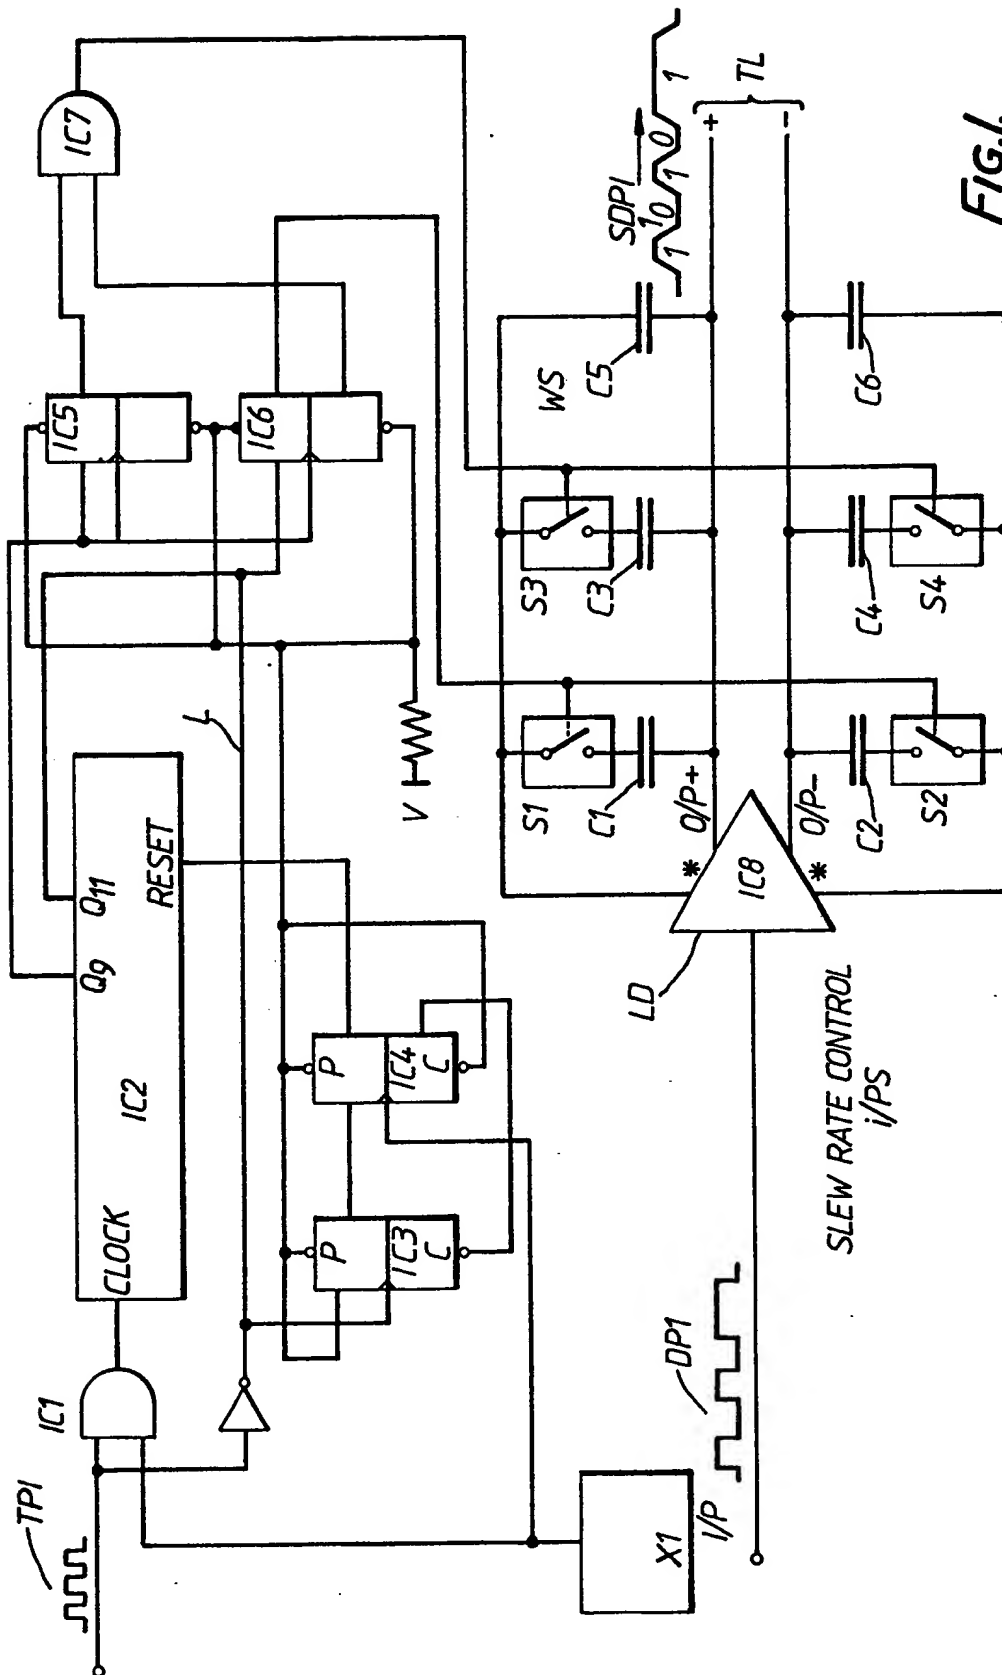 TPI
IC1
CLOCK
IC2
Q9
Q11
RESET
L
V
P
IC3
C
P
IC4
C
IC5
IC6
IC7
X1
I/P
DP1
SLEW RATE CONTROL
i/PS
LD
IC8
*
*
O/P+
O/P-
S1
C1
C2
S2
S3
C3
C4
S4
WS
C5
C6
SDPI
1 1 0 1 0 1
+
-
TL
FIG.1.